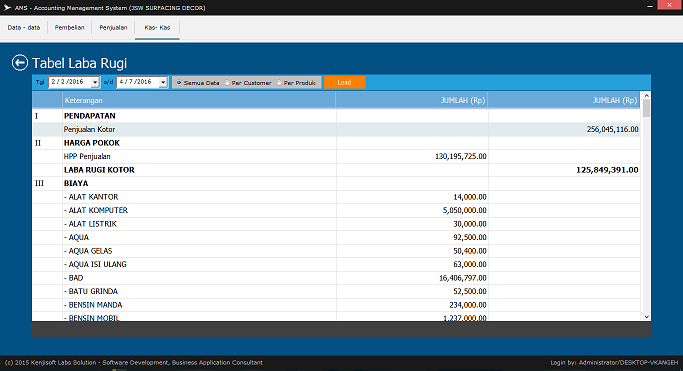 AMS - Accounting Management System (JSW SURFACING DECOR)
Data - data Pembelian Penjualan Kas- Kas
Tabel Laba Rugi
Tgl 2 / 2 /2016 s/d 4 / 7 /2016 Semua Data Per Customer Per Produk Load
Keterangan JUMLAH (Rp) JUMLAH (Rp)
I PENDAPATAN
Penjualan Kotor 256,045,116.00
II HARGA POKOK
HPP Penjualan 130,195,725.00
LABA RUGI KOTOR 125,849,391.00
III BIAYA
- ALAT KANTOR 14,000.00
- ALAT KOMPUTER 5,050,000.00
- ALAT LISTRIK 30,000.00
- AQUA 92,500.00
- AQUA GELAS 50,400.00
- AQUA ISI ULANG 63,000.00
- BAD 16,406,797.00
- BATU GRINDA 52,500.00
- BENSIN MANDA 234,000.00
- BENSIN MOBIL 1,237,000.00
(c) 2015 Kenjisoft Labs Solution - Software Development, Business Application Consultant Login by: Administrator/DESKTOP-VKANGEH